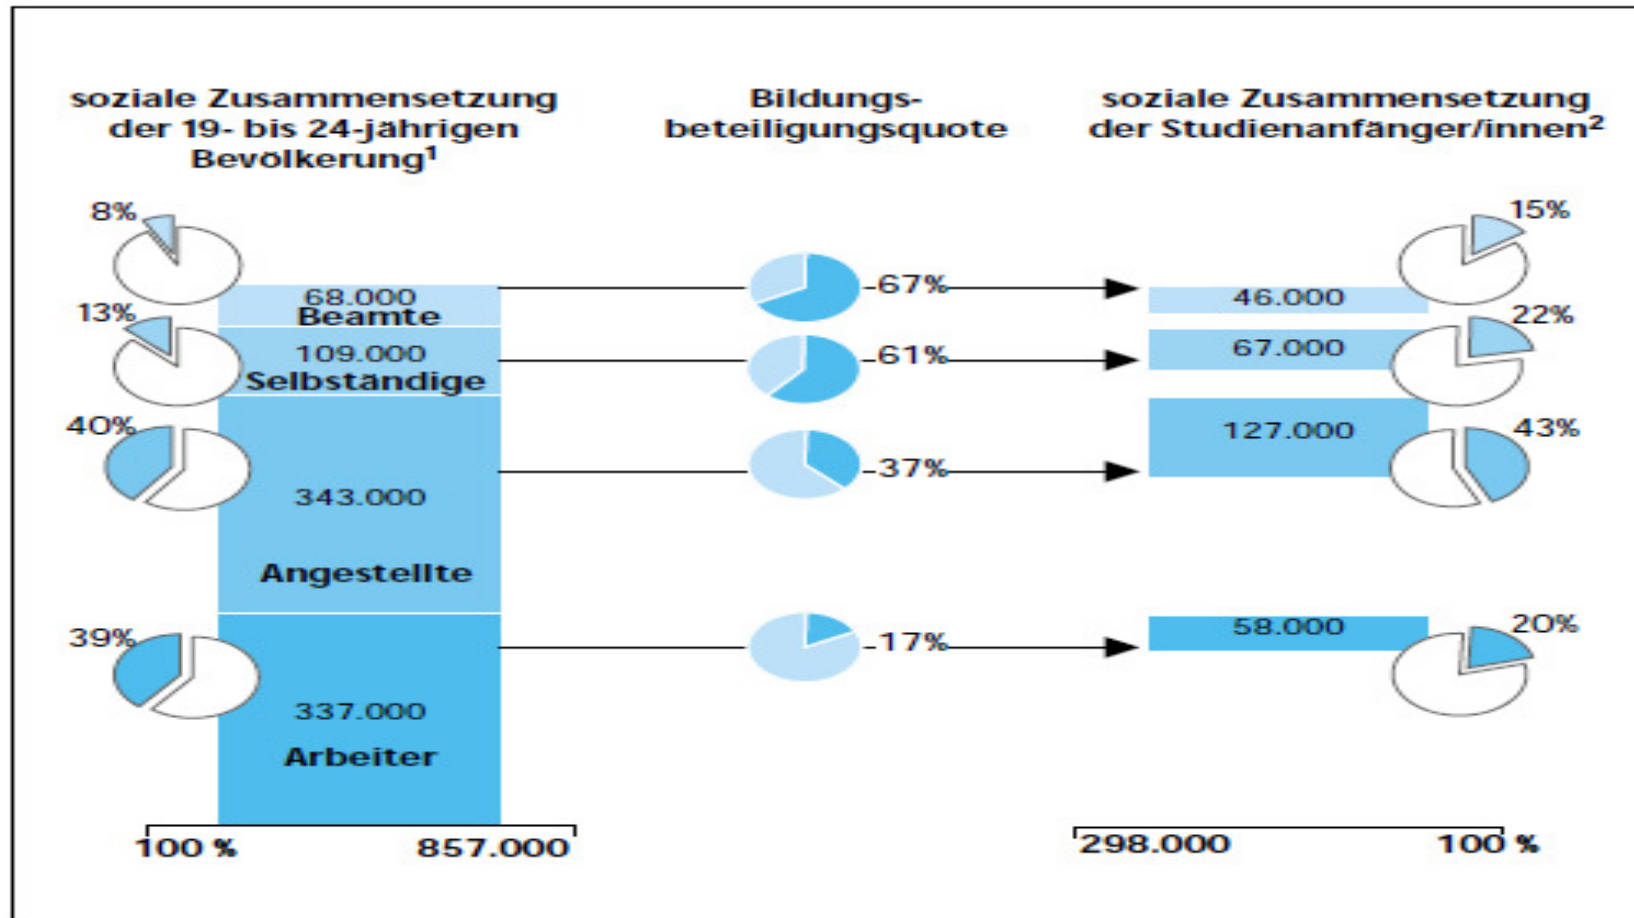 soziale Zusammensetzung
der 19- bis 24-jährigen
Bevölkerung¹
Bildungs-
beteiligungsquote
soziale Zusammensetzung
der Studienanfänger/innen²
8%
68.000
Beamte
67%
46.000
15%
13%
109.000
Selbständige
61%
67.000
22%
40%
343.000
Angestellte
37%
127.000
43%
39%
337.000
Arbeiter
17%
58.000
20%
100 %
857.000
298.000
100 %